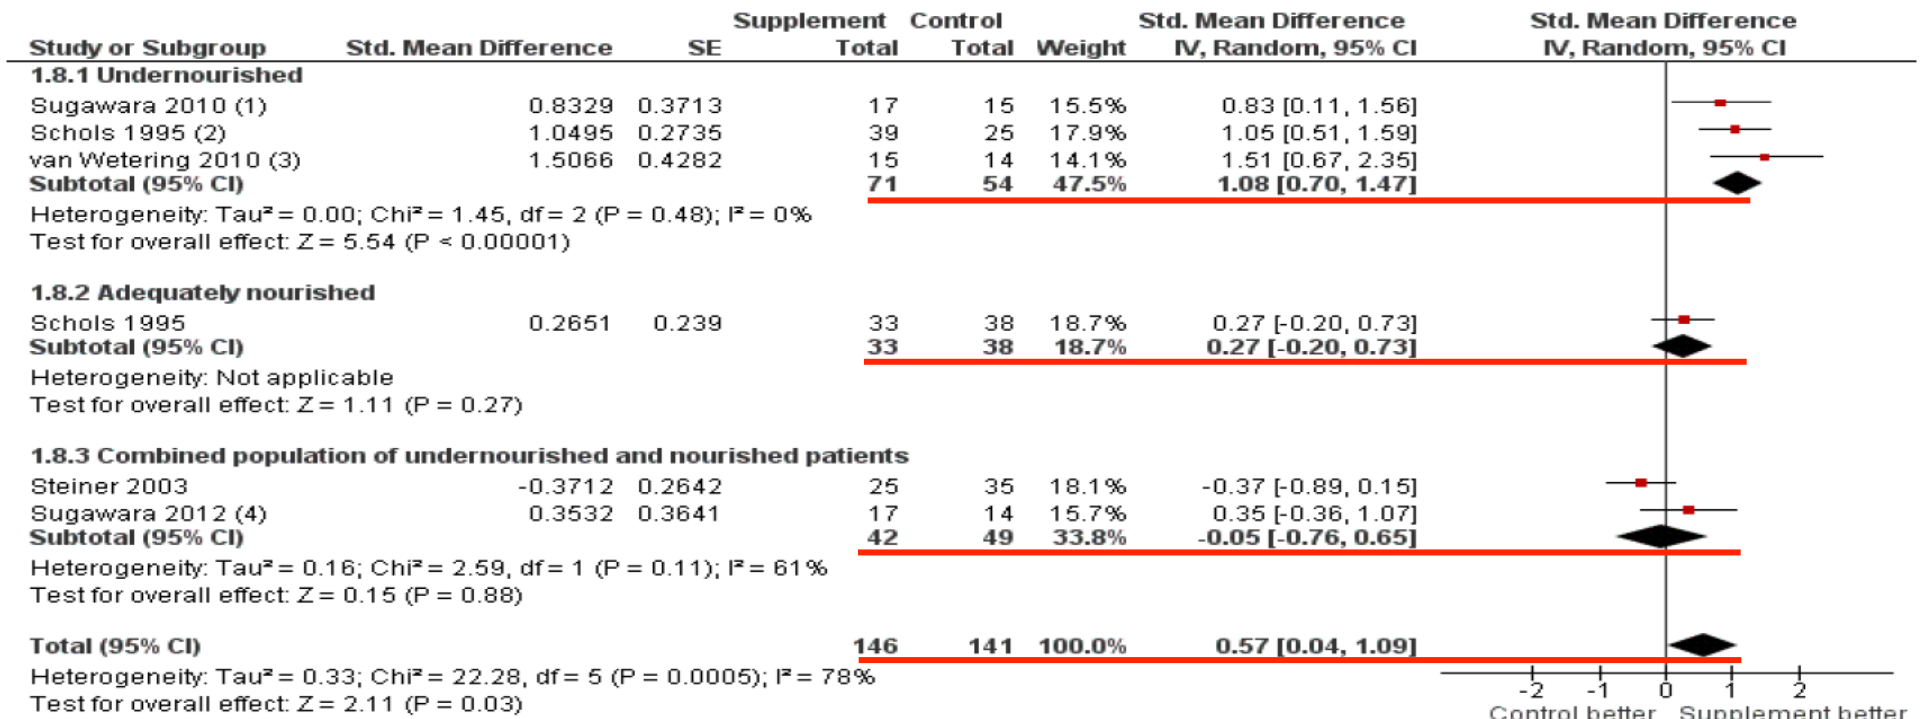 Supplement Control Std. Mean Difference Std. Mean Difference
Study or Subgroup Std. Mean Difference SE Total Total Weight IV, Random, 95% CI IV, Random, 95% CI
1.8.1 Undernourished
Sugawara 2010 (1) 0.8329 0.3713 17 15 15.5% 0.83 [0.11, 1.56]
Schols 1995 (2) 1.0495 0.2735 39 25 17.9% 1.05 [0.51, 1.59]
van Wetering 2010 (3) 1.5066 0.4282 15 14 14.1% 1.51 [0.67, 2.35]
Subtotal (95% CI) 71 54 47.5% 1.08 [0.70, 1.47]
Heterogeneity: Tau² = 0.00; Chi² = 1.45, df = 2 (P = 0.48); I² = 0%
Test for overall effect: Z = 5.54 (P < 0.00001)
1.8.2 Adequately nourished
Schols 1995 0.2651 0.239 33 38 18.7% 0.27 [-0.20, 0.73]
Subtotal (95% CI) 33 38 18.7% 0.27 [-0.20, 0.73]
Heterogeneity: Not applicable
Test for overall effect: Z = 1.11 (P = 0.27)
1.8.3 Combined population of undernourished and nourished patients
Steiner 2003 -0.3712 0.2642 25 35 18.1% -0.37 [-0.89, 0.15]
Sugawara 2012 (4) 0.3532 0.3641 17 14 15.7% 0.35 [-0.36, 1.07]
Subtotal (95% CI) 42 49 33.8% -0.05 [-0.76, 0.65]
Heterogeneity: Tau² = 0.16; Chi² = 2.59, df = 1 (P = 0.11); I² = 61%
Test for overall effect: Z = 0.15 (P = 0.88)
Total (95% CI) 146 141 100.0% 0.57 [0.04, 1.09]
Heterogeneity: Tau² = 0.33; Chi² = 22.28, df = 5 (P = 0.0005); I² = 78%
Test for overall effect: Z = 2.11 (P = 0.03)
-2 -1 0 1 2
Control better Supplement better